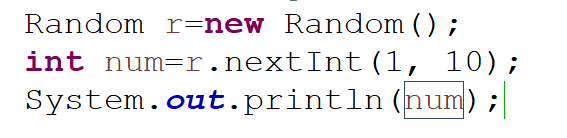 Random r=new Random();
int num=r.nextInt(1, 10);
System.out.println(num);